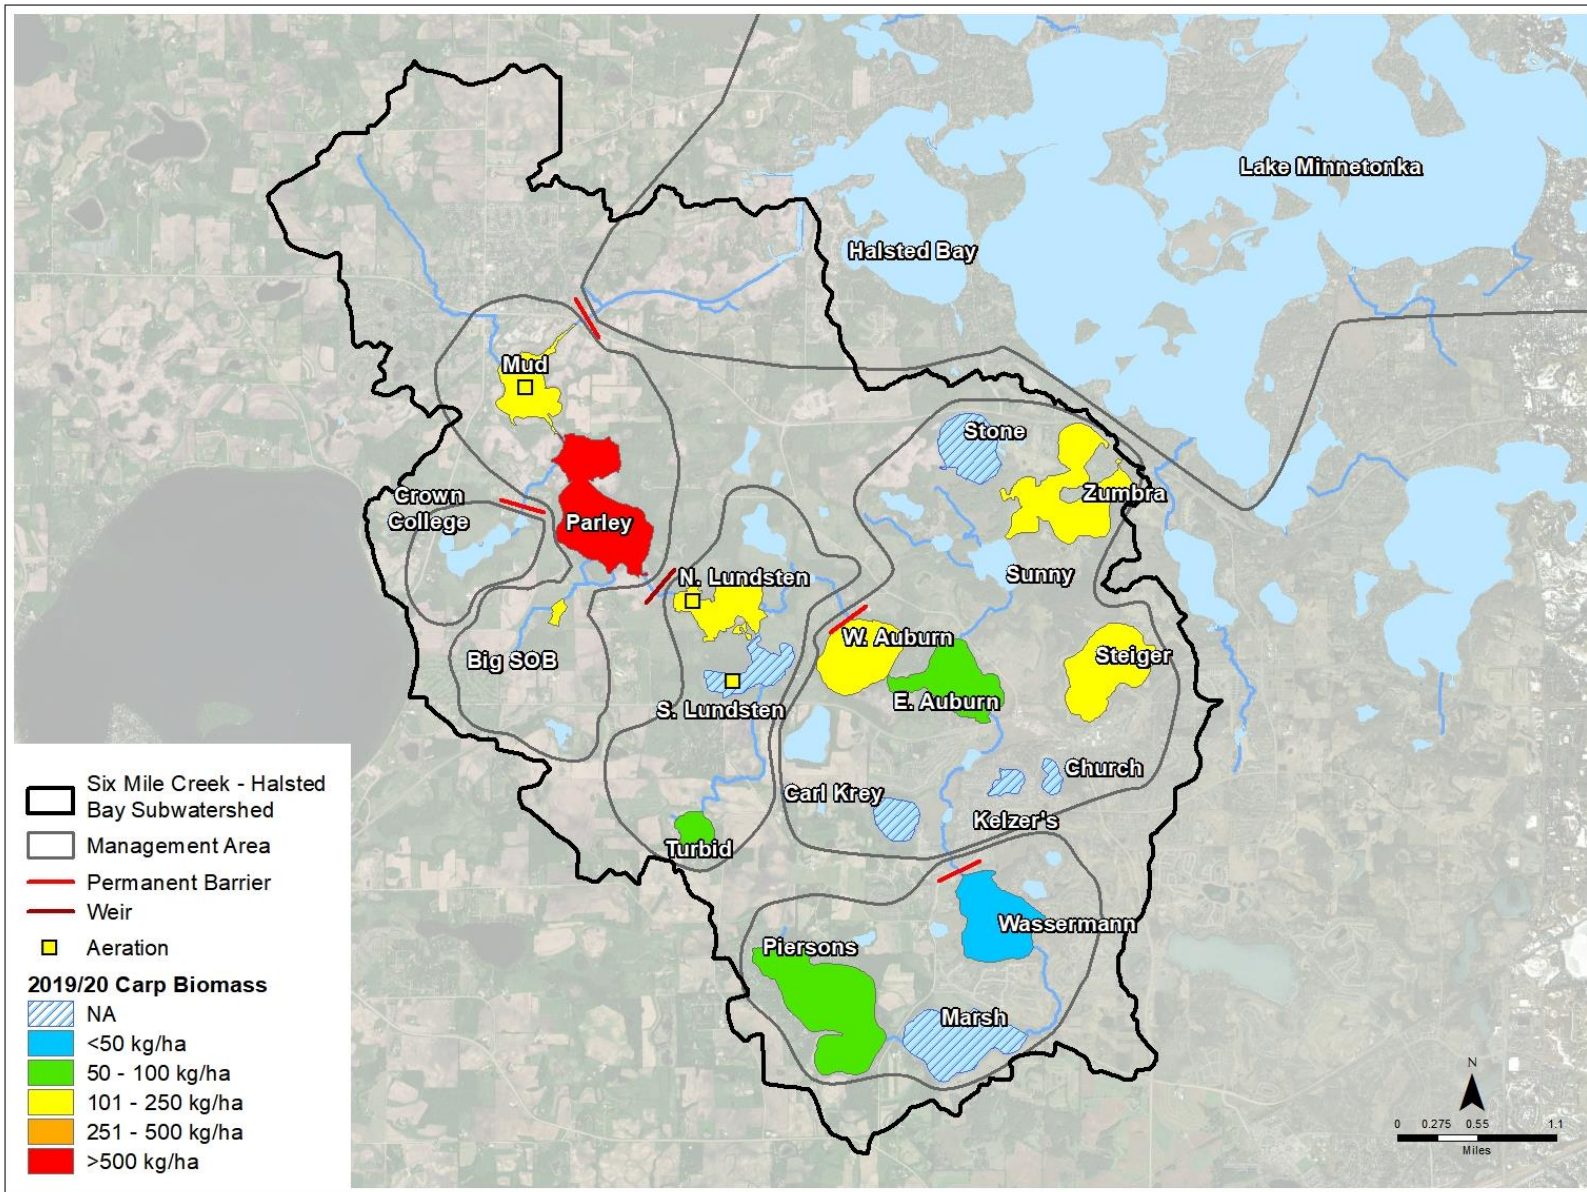 Lake Minnetonka
Halsted Bay
Mud
Stone
Zumbra
Crown
College
Parley
N. Lundsten
Sunny
W. Auburn
Steiger
Big SOB
E. Auburn
S. Lundsten
Church
Carl Krey
Kelzer's
Turbid
Wassermann
Piersons
Marsh
Six Mile Creek - Halsted
Bay Subwatershed
Management Area
Permanent Barrier
Weir
Aeration
2019/20 Carp Biomass
NA
<50 kg/ha
50 - 100 kg/ha
101 - 250 kg/ha
251 - 500 kg/ha
>500 kg/ha
N
0 0.275 0.55 1.1
Miles